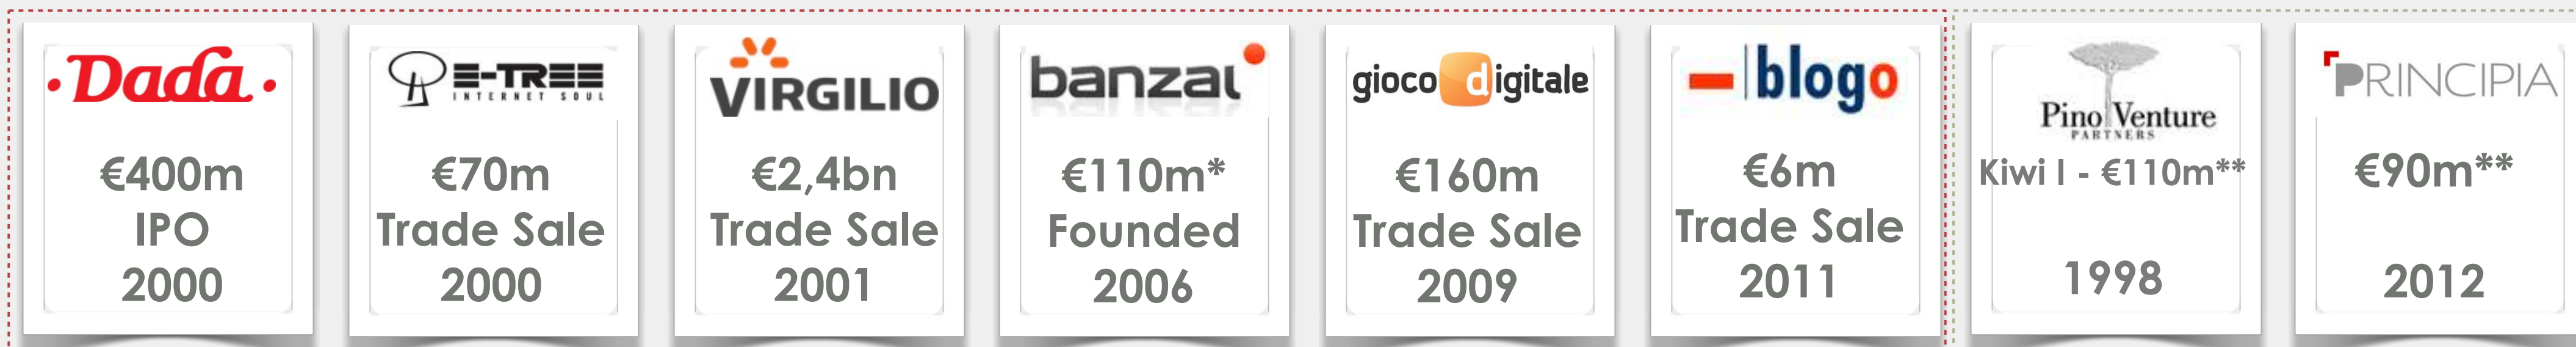 Dada
€400m
IPO
2000
E-TREE
INTERNET SOUL
€70m
Trade Sale
2000
VIRGILIO
€2,4bn
Trade Sale
2001
banzai
€110m*
Founded
2006
gioco digitale
€160m
Trade Sale
2009
blogo
€6m
Trade Sale
2011
Pino Venture
PARTNERS
Kiwi I - €110m**
1998
PRINCIPIA
€90m**
2012